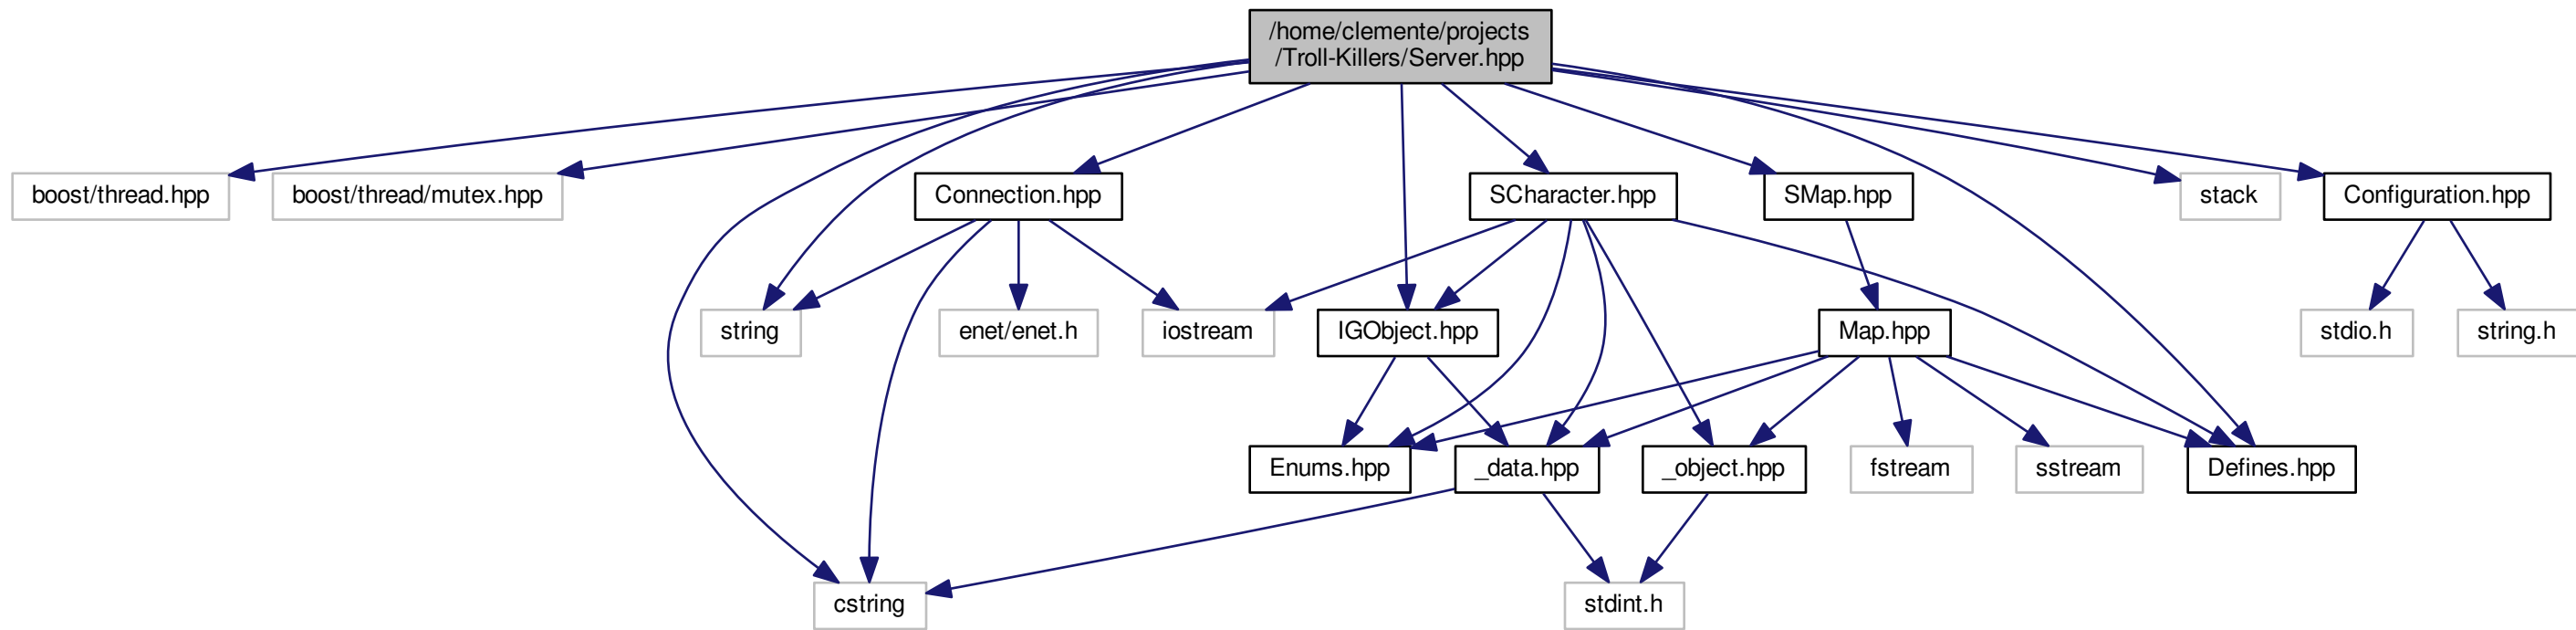 /home/clemente/projects
/Troll-Killers/Server.hpp
boost/thread.hpp
boost/thread/mutex.hpp
Connection.hpp
SCharacter.hpp
SMap.hpp
stack
Configuration.hpp
string
enet/enet.h
iostream
IGObject.hpp
Map.hpp
stdio.h
string.h
Enums.hpp
_data.hpp
_object.hpp
fstream
sstream
Defines.hpp
cstring
stdint.h